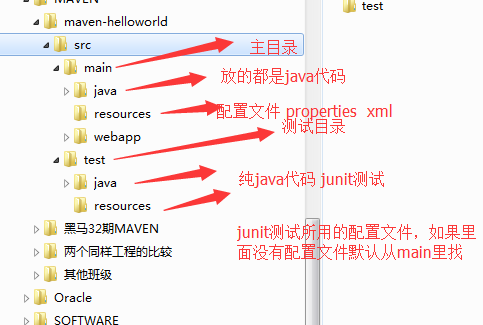 MAVEN
maven-helloworld
src
主目录
main
放的都是java代码
java
resources
配置文件 properties xml
webapp
测试目录
test
java
纯java代码 junit测试
resources
junit测试所用的配置文件，如果里
面没有配置文件默认从main里找
黑马32期MAVEN
两个同样工程的比较
其他班级
Oracle
SOFTWARE
test